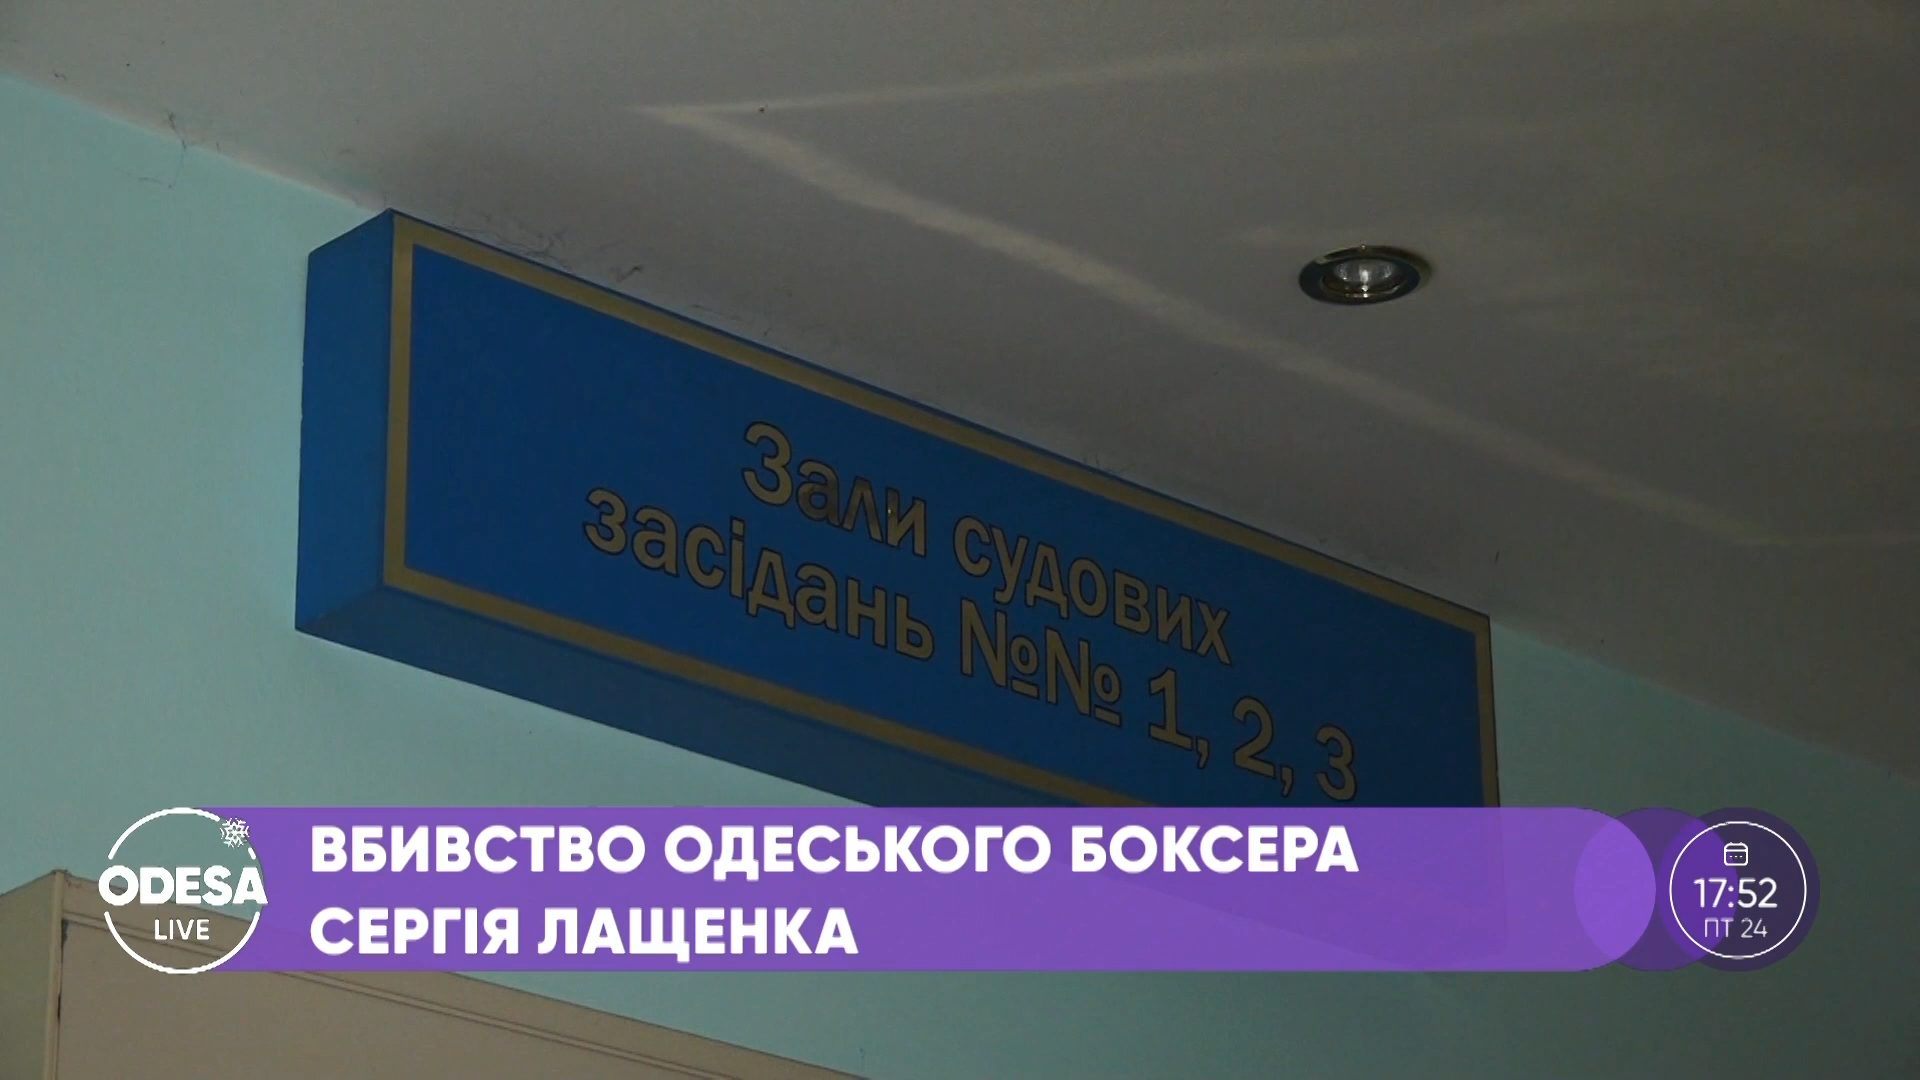 Зали судових
засідань №№ 1, 2, 3
ODESA
LIVE
ВБИВСТВО ОДЕСЬКОГО БОКСЕРА
СЕРГІЯ ЛАЩЕНКА
17:52
ПТ 24